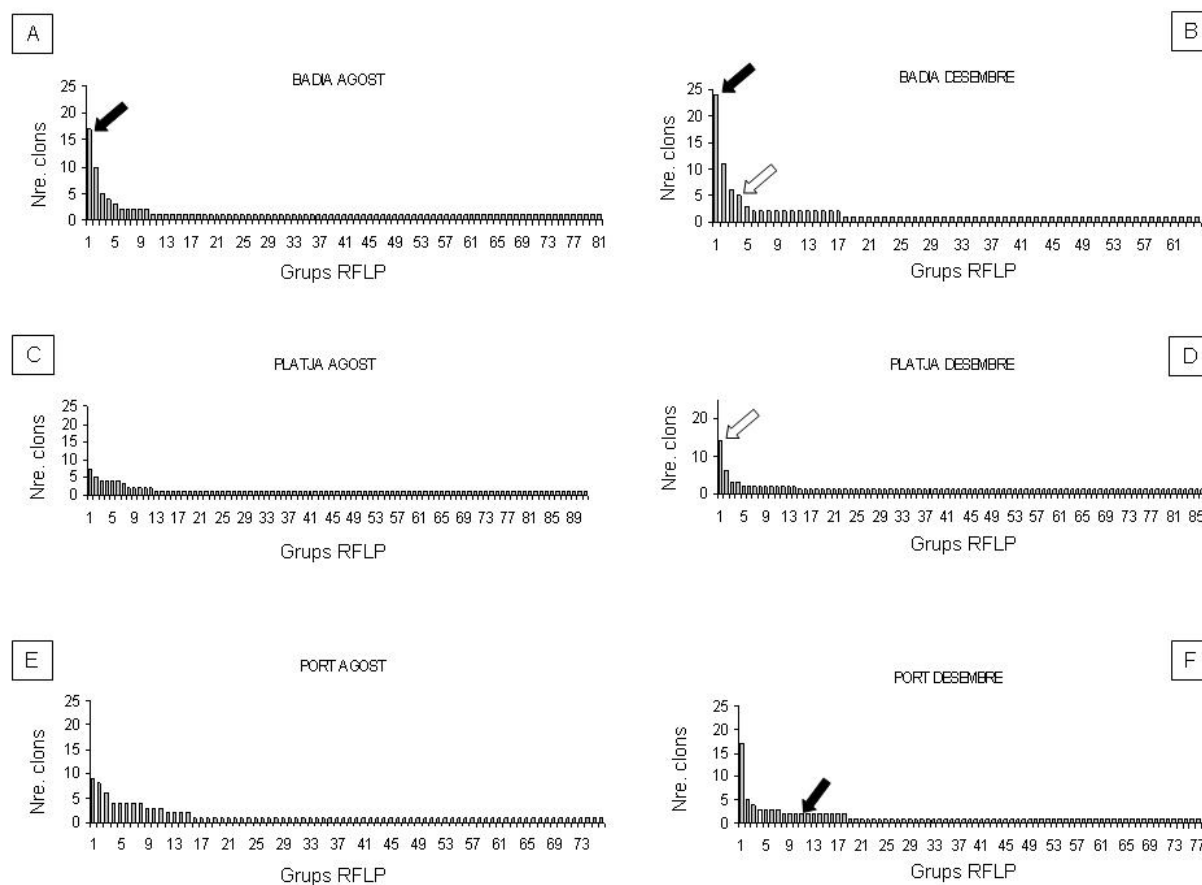 A
B
BADIA AGOST
BADIA DESEMBRE
Nre. clons
25
20
15
10
5
0
1 5 9 13 17 21 25 29 33 37 41 45 49 53 57 61 65 69 73 77 81
Grups RFLP
Nre. clons
25
20
15
10
5
0
1 5 9 13 17 21 25 29 33 37 41 45 49 53 57 61
Grups RFLP
C
D
PLATJA AGOST
PLATJA DESEMBRE
Nre. clons
25
20
15
10
5
0
1 5 9 13 17 21 25 29 33 37 41 45 49 53 57 61 65 69 73 77 81 85 89
Grups RFLP
Nre. clons
20
10
0
1 5 9 13 17 21 25 29 33 37 41 45 49 53 57 61 65 69 73 77 81 85
Grups RFLP
E
F
PORT AGOST
PORT DESEMBRE
Nre. clons
25
20
15
10
5
0
1 5 9 13 17 21 25 29 33 37 41 45 49 53 57 61 65 69 73
Grups RFLP
Nre. clons
25
20
15
10
5
0
1 5 9 13 17 21 25 29 33 37 41 45 49 53 57 61 65 69 73 77
Grups RFLP